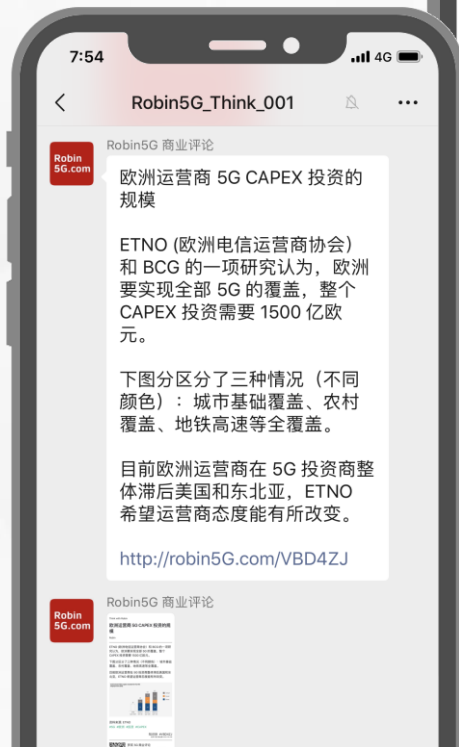 7:54
4G
Robin5G_Think_001
Robin5G 商业评论
Robin
5G.com
欧洲运营商 5G CAPEX 投资的
规模
ETNO (欧洲电信运营商协会）
和 BCG 的一项研究认为，欧洲
要实现全部 5G 的覆盖，整个
CAPEX 投资需要 1500 亿欧
元。
下图分区分了三种情况（不同
颜色）：城市基础覆盖、农村
覆盖、地铁高速等全覆盖。
目前欧洲运营商在 5G 投资商整
体滞后美国和东北亚，ETNO
希望运营商态度能有所改变。
http://robin5G.com/VBD4ZJ
Robin5G 商业评论
Robin
5G.com
欧洲运营商 5G CAPEX 投资的规
模